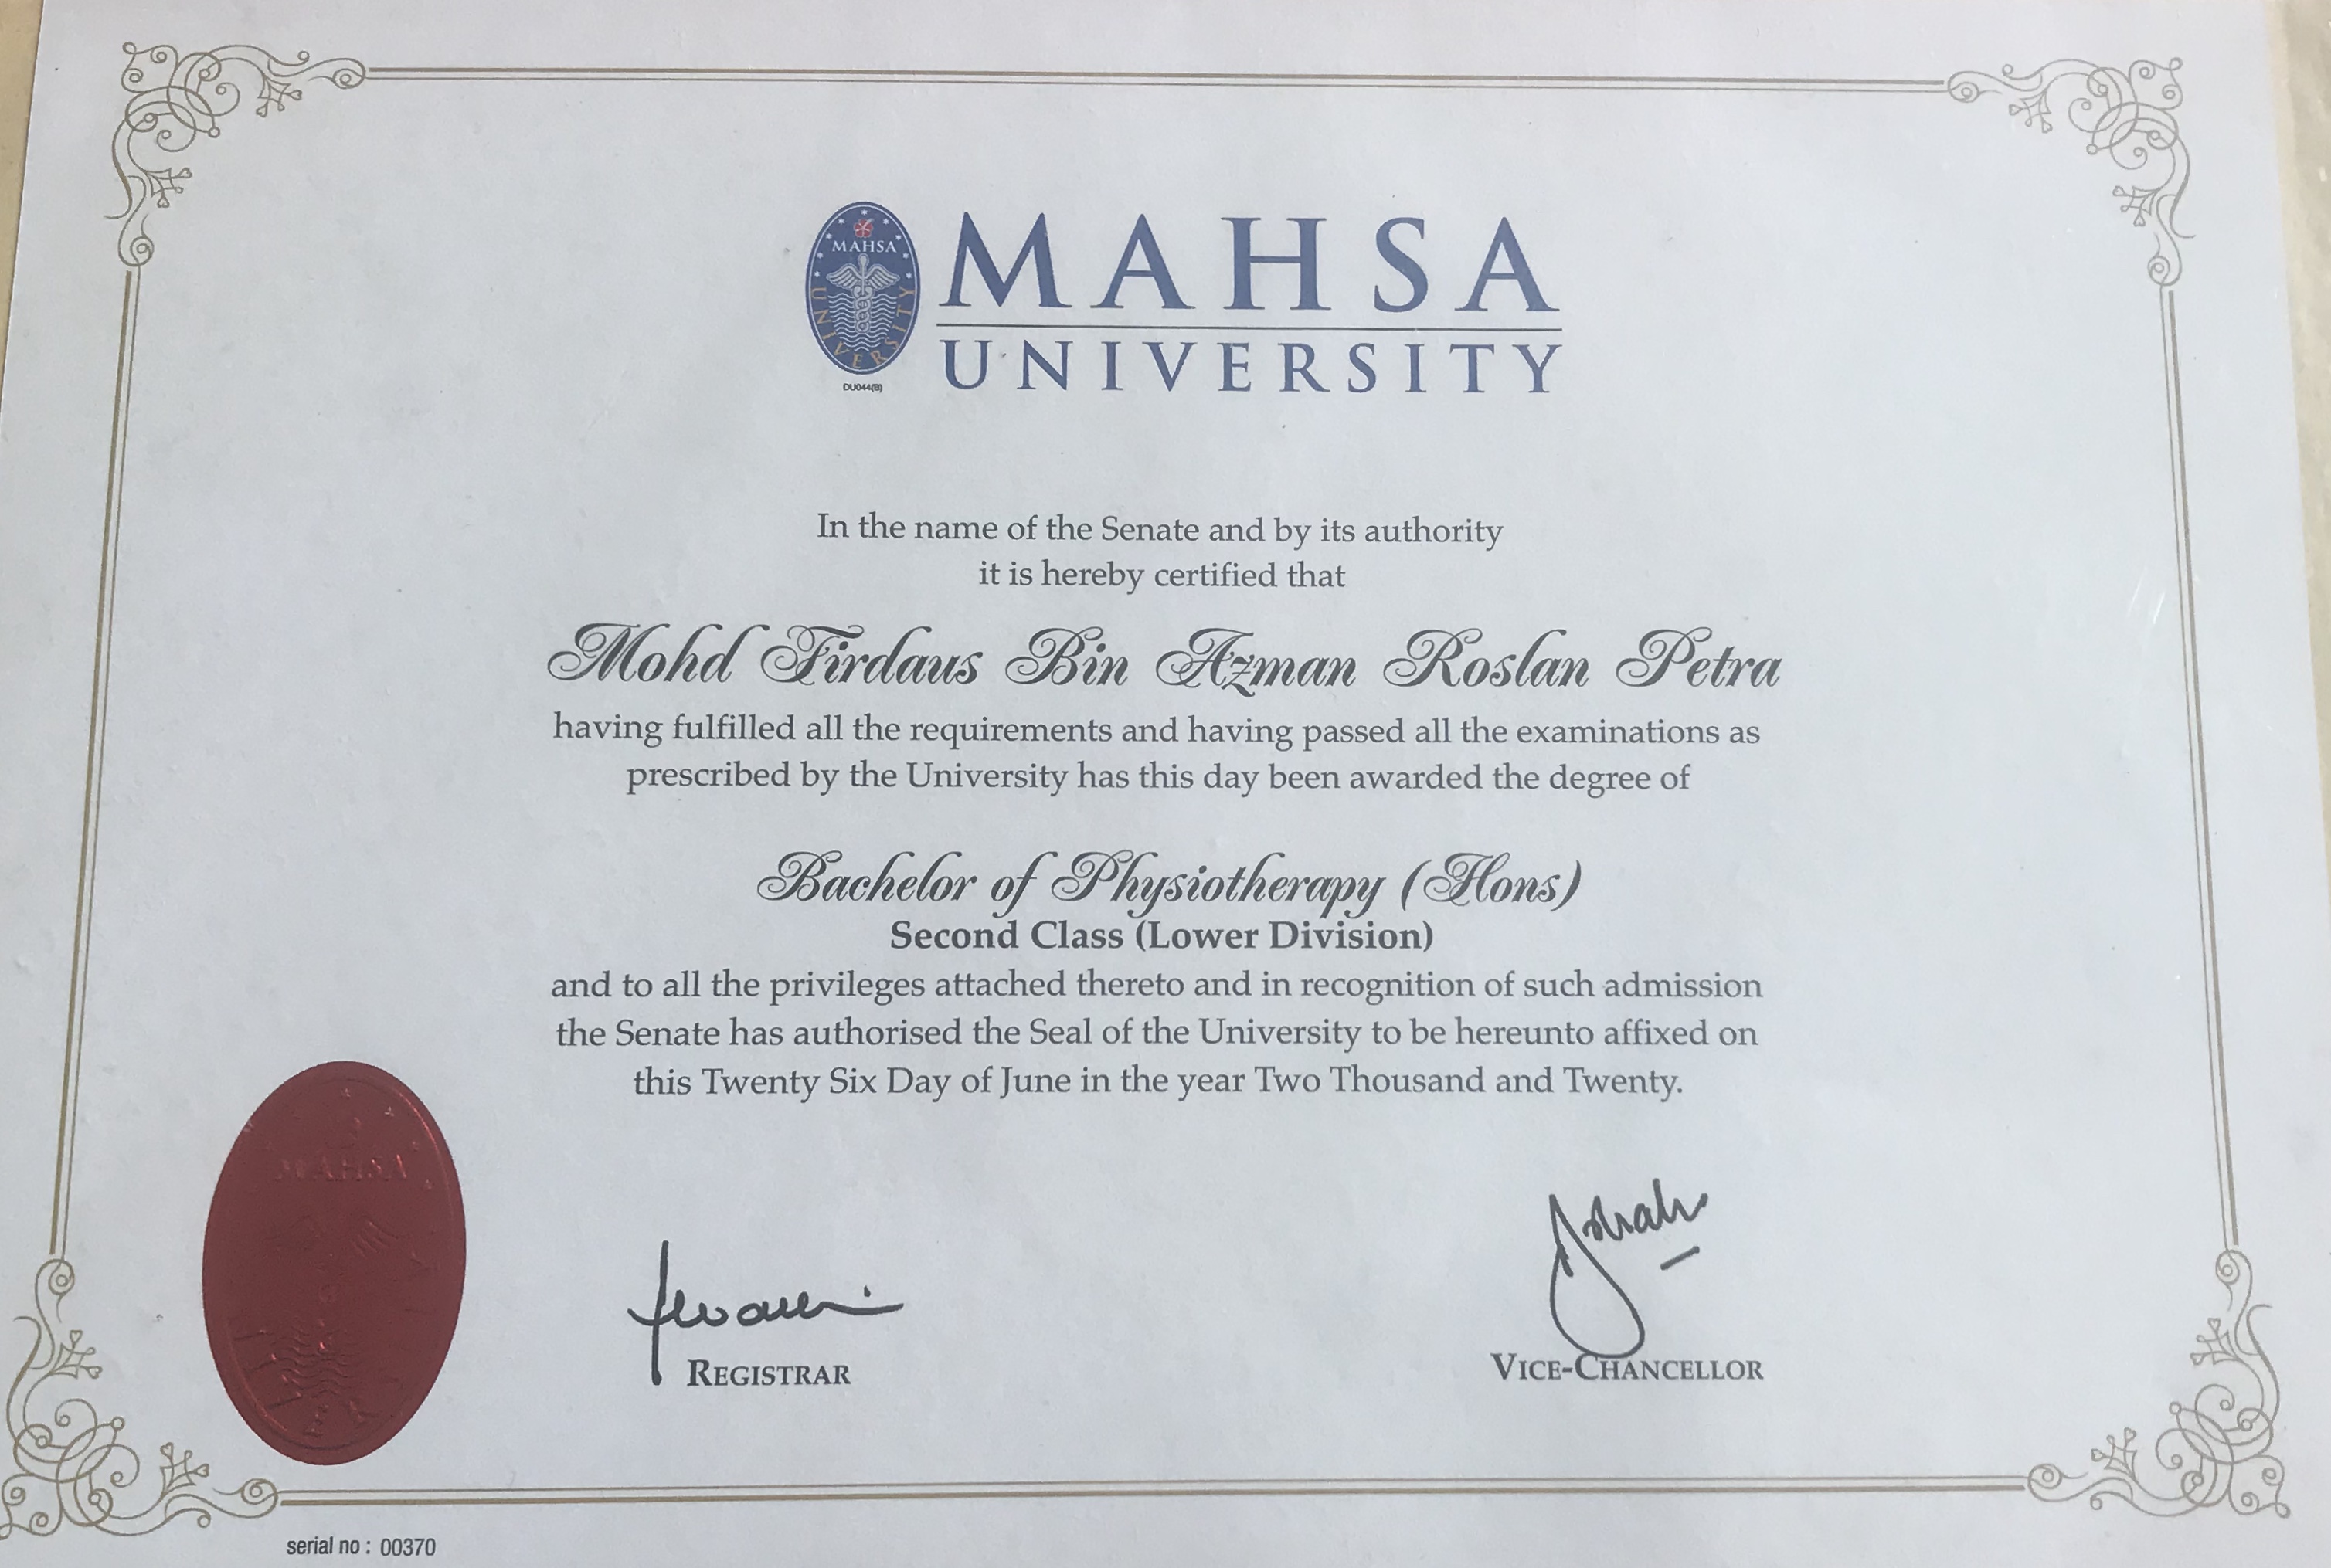 MAHSA
UNIVERSITY
DU044(B)
MAHSA
UNIVERSITY
In the name of the Senate and by its authority
it is hereby certified that
Mohd Firdaus Bin Azman Roslan Petra
having fulfilled all the requirements and having passed all the examinations as
prescribed by the University has this day been awarded the degree of
Bachelor of Physiotherapy (Hons)
Second Class (Lower Division)
and to all the privileges attached thereto and in recognition of such admission
the Senate has authorised the Seal of the University to be hereunto affixed on
this Twenty Six Day of June in the year Two Thousand and Twenty.
MAHSA
REGISTRAR
VICE-CHANCELLOR
serial no : 00370